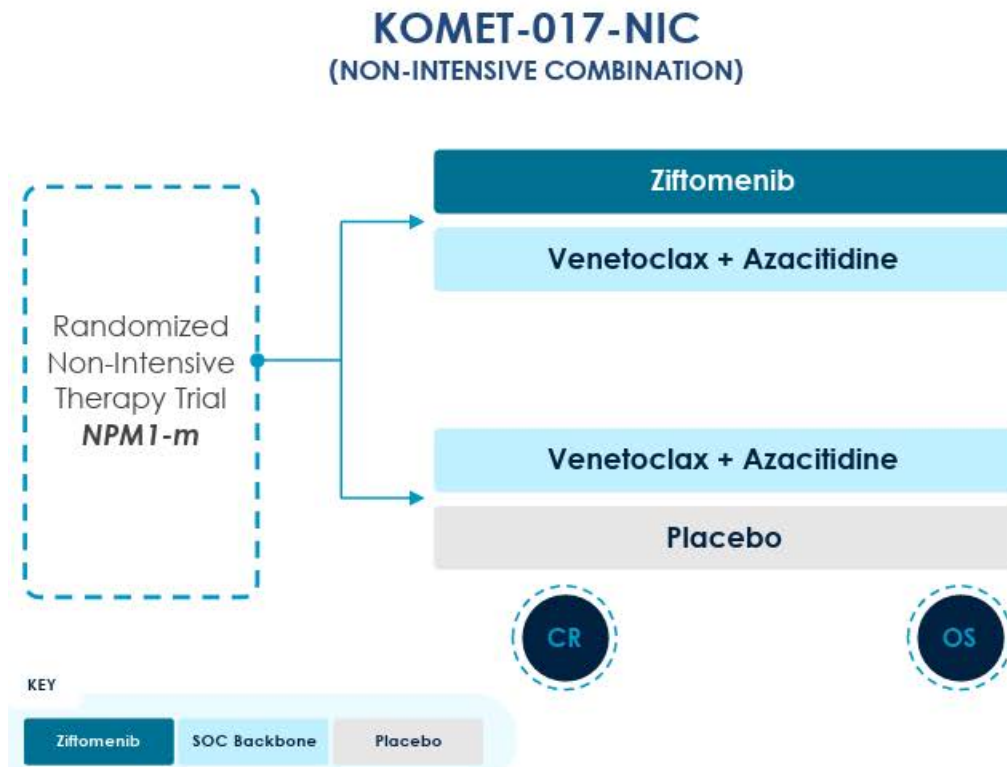 KOMET-017-NIC
(NON-INTENSIVE COMBINATION)
Randomized
Non-Intensive
Therapy Trial
NPM1-m
Ziftomenib
Venetoclax + Azacitidine
Venetoclax + Azacitidine
Placebo
CR
OS
KEY
Ziftomenib
SOC Backbone
Placebo